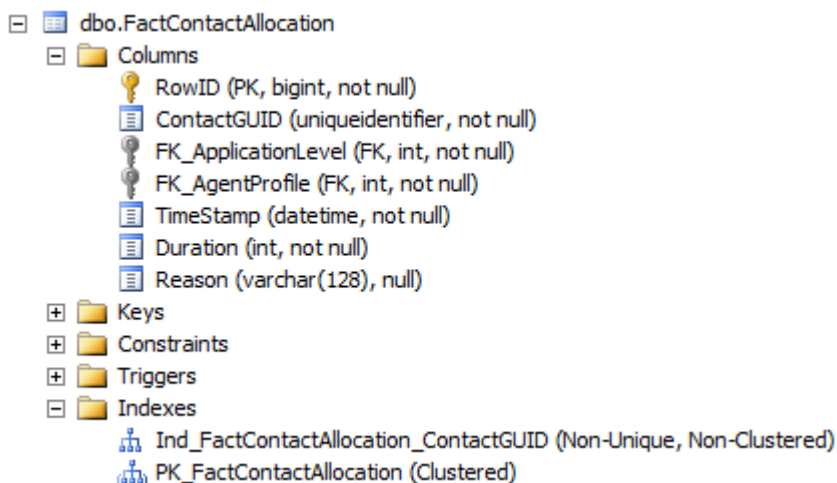 dbo.FactContactAllocation
Columns
RowID (PK, bigint, not null)
ContactGUID (uniqueidentifier, not null)
FK_ApplicationLevel (FK, int, not null)
FK_AgentProfile (FK, int, not null)
TimeStamp (datetime, not null)
Duration (int, not null)
Reason (varchar(128), null)
Keys
Constraints
Triggers
Indexes
Ind_FactContactAllocation_ContactGUID (Non-Unique, Non-Clustered)
PK_FactContactAllocation (Clustered)